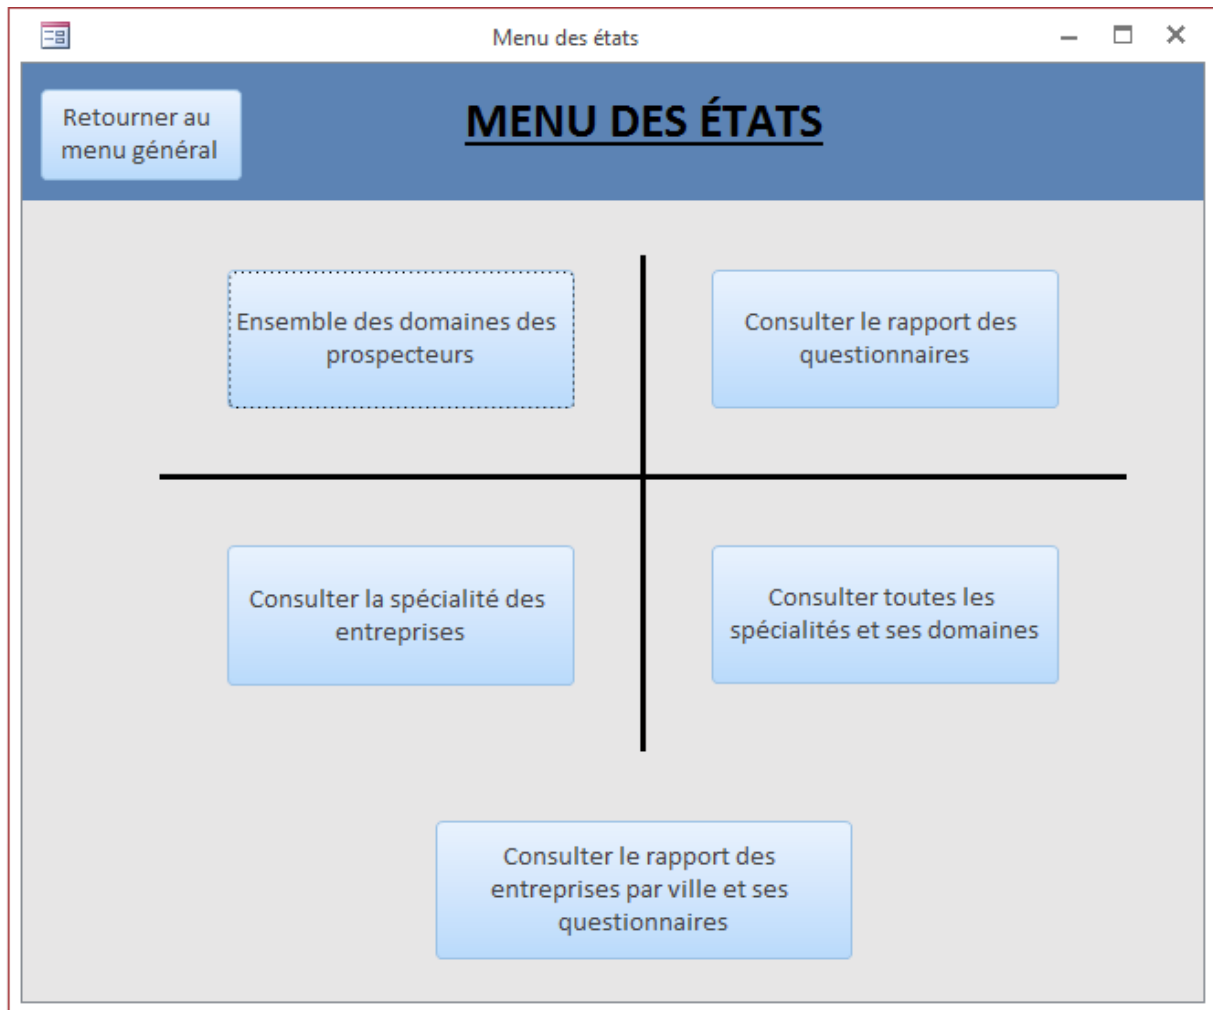 Menu des états
Retourner au
menu général
MENU DES ÉTATS
Ensemble des domaines des
prospecteurs
Consulter le rapport des
questionnaires
Consulter la spécialité des
entreprises
Consulter toutes les
spécialités et ses domaines
Consulter le rapport des
entreprises par ville et ses
questionnaires